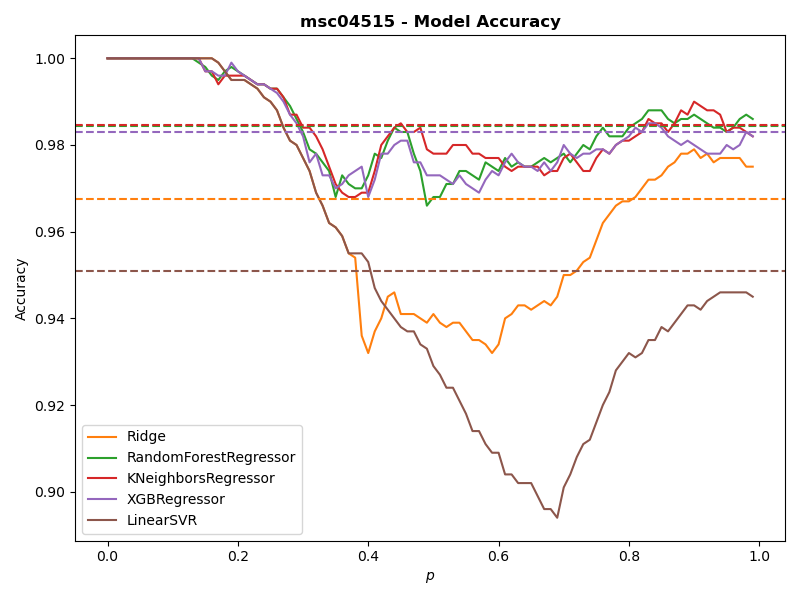 msc04515 - Model Accuracy
1.00
0.98
0.96
0.94
0.92
0.90
Accuracy
Ridge
RandomForestRegressor
KNeighborsRegressor
XGBRegressor
LinearSVR
0.0 0.2 0.4 0.6 0.8 1.0
p